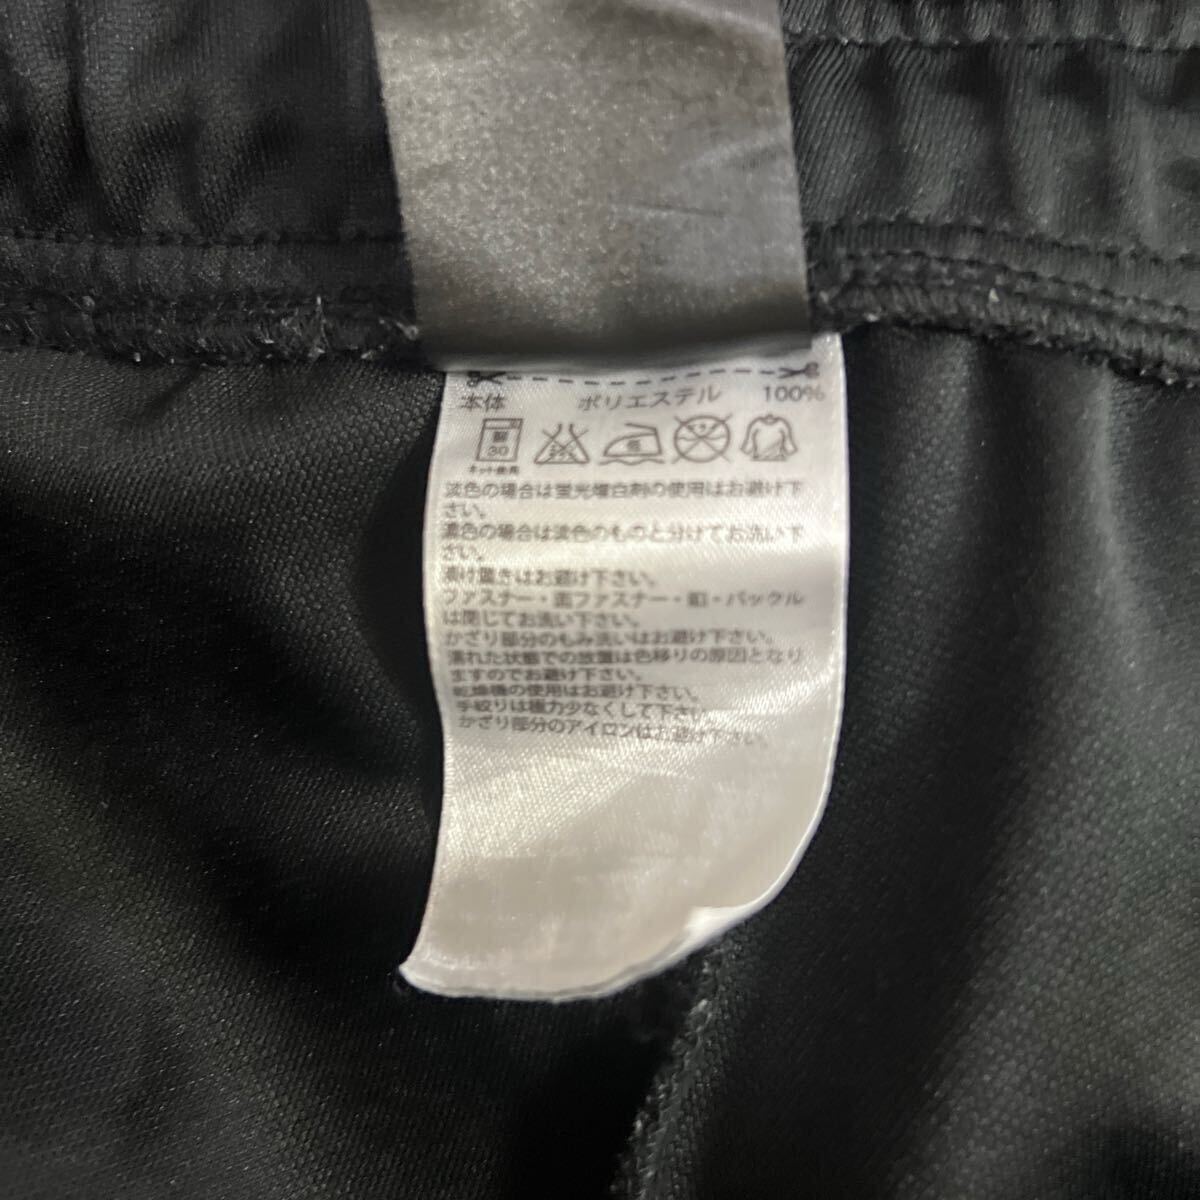 本体 ポリエステル 100%
弱
30
ネット使用
淡色の場合は蛍光増白剤の使用はお避け下
さい。
濃色の場合は淡色のものと分けてお洗い下
さい。
漬け置きはお避け下さい。
ファスナー・面ファスナー・釦・バックル
は閉じてお洗い下さい。
かざり部分のもみ洗いはお避け下さい。
濡れた状態での放置は色移りの原因となり
ますのでお避け下さい。
乾燥機の使用はお避け下さい。
手絞りは極力少なくして下さい。
かざり部分のアイロンはお避け下さい。